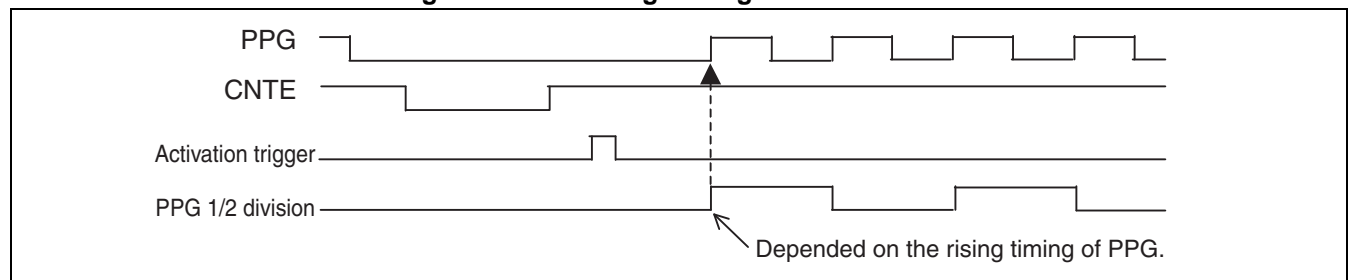 PPG
CNTE
Activation trigger
PPG 1/2 division
Depended on the rising timing of PPG.